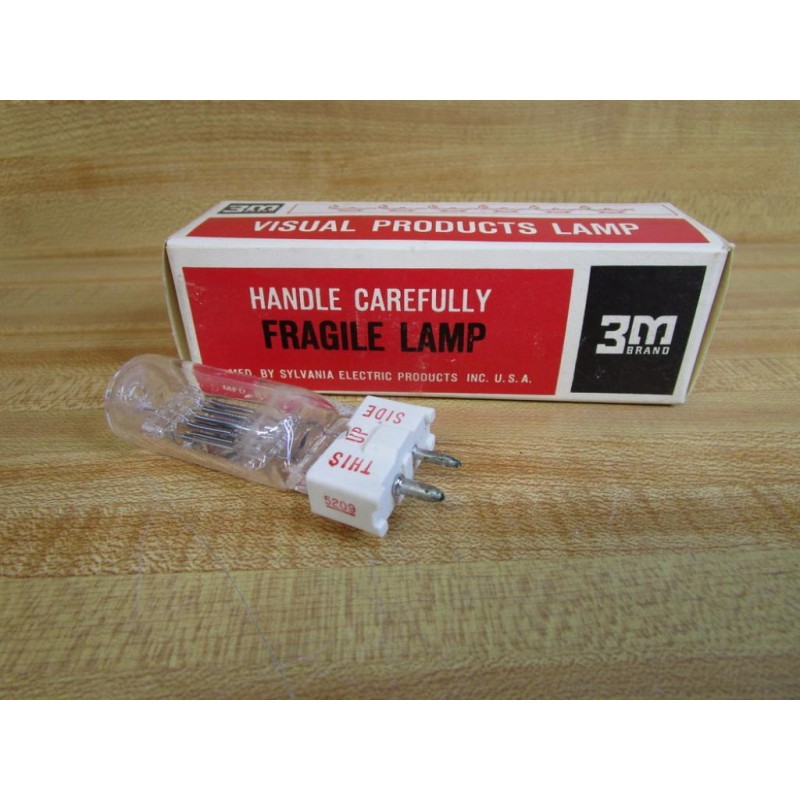 3M
VISUAL PRODUCTS LAMP
HANDLE CAREFULLY
FRAGILE LAMP
MFD. BY SYLVANIA ELECTRIC PRODUCTS INC. U.S.A.
3M
BRAND
THIS
UP
SIDE
5209